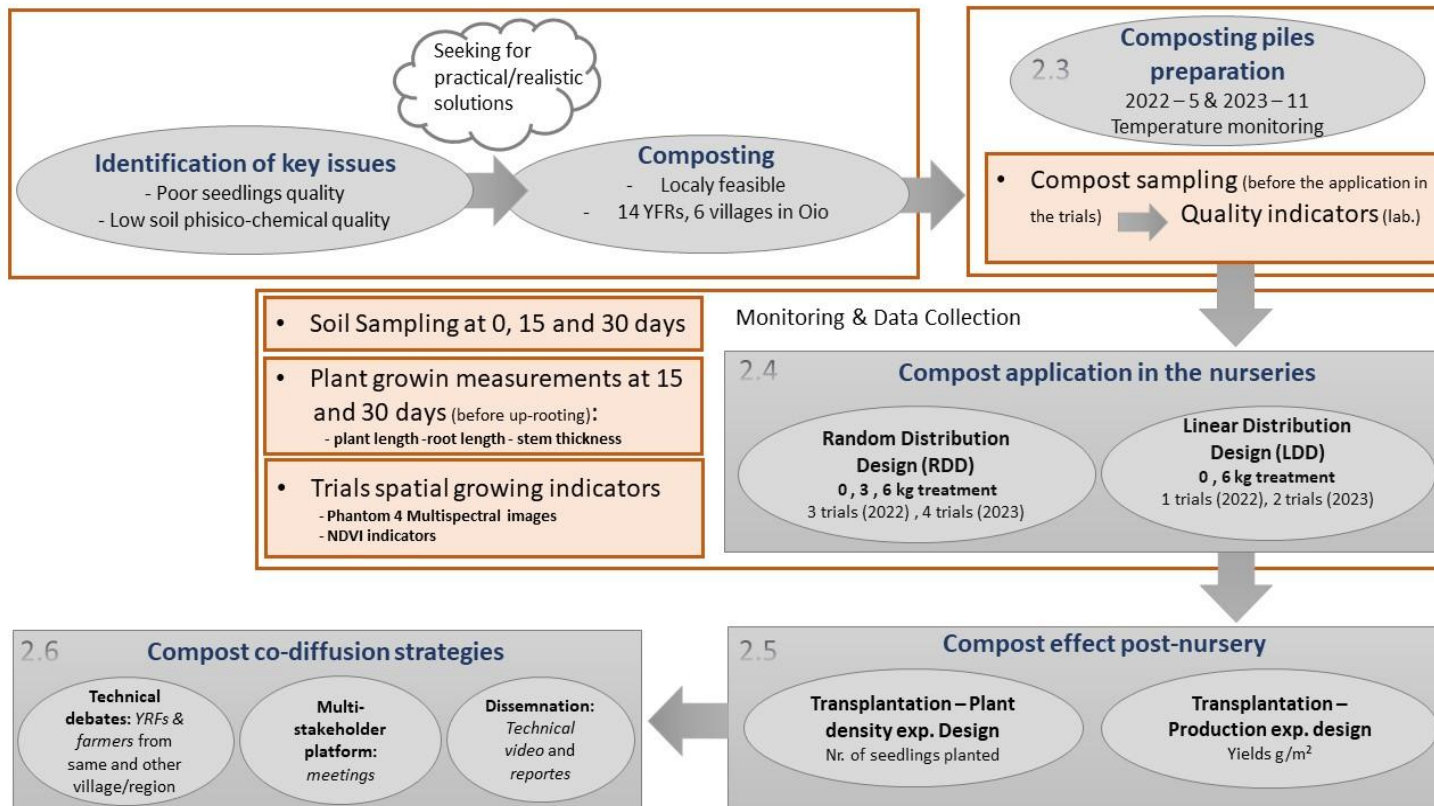 Seeking for
practical/realistic
solutions
Identification of key issues
- Poor seedlings quality
- Low soil phisico-chemical quality
Composting
- Localy feasible
- 14 YFRs, 6 villages in Oio
2.3
Composting piles
preparation
2022 – 5 & 2023 – 11
Temperature monitoring
• Compost sampling (before the application in
the trials) Quality indicators (lab.)
• Soil Sampling at 0, 15 and 30 days
• Plant growin measurements at 15
and 30 days (before up-rooting):
- plant length -root length - stem thickness
• Trials spatial growing indicators
- Phantom 4 Multispectral images
- NDVI indicators
Monitoring & Data Collection
2.4
Compost application in the nurseries
Random Distribution
Design (RDD)
0 , 3 , 6 kg treatment
3 trials (2022) , 4 trials (2023)
Linear Distribution
Design (LDD)
0 , 6 kg treatment
1 trials (2022), 2 trials (2023)
2.5
Compost effect post-nursery
Transplantation – Plant
density exp. Design
Nr. of seedlings planted
Transplantation –
Production exp. design
Yields g/m²
2.6
Compost co-diffusion strategies
Technical
debates: YRFs &
farmers from
same and other
village/region
Multi-
stakeholder
platform:
meetings
Dissemnation:
Technical
video and
reportes